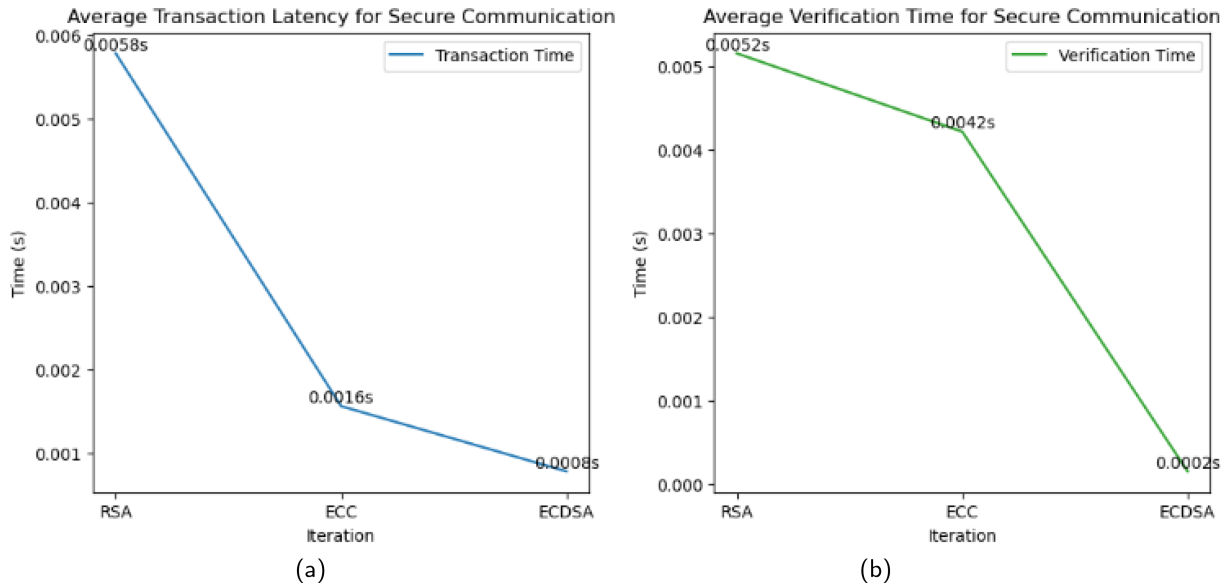 Average Transaction Latency for Secure Communication
0.006
0.005
0.004
0.003
0.002
0.001
Time (s)
0.0058s
0.0016s
0.0008s
Transaction Time
RSA ECC ECDSA
Iteration
(a)
Average Verification Time for Secure Communication
0.005
0.004
0.003
0.002
0.001
0.000
Time (s)
0.0052s
0.0042s
0.0002s
Verification Time
RSA ECC ECDSA
Iteration
(b)